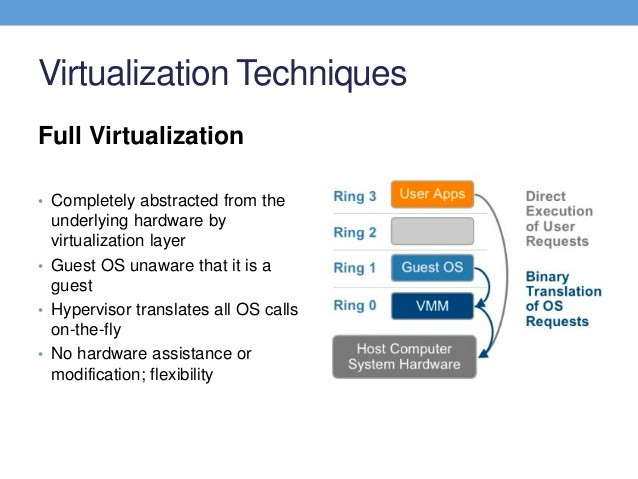 Virtualization Techniques
Full Virtualization
• Completely abstracted from the
underlying hardware by
virtualization layer
• Guest OS unaware that it is a
guest
• Hypervisor translates all OS calls
on-the-fly
• No hardware assistance or
modification; flexibility
Ring 3
User Apps
Ring 2
Ring 1
Guest OS
Ring 0
VMM
Host Computer
System Hardware
Direct
Execution
of User
Requests
Binary
Translation
of OS
Requests